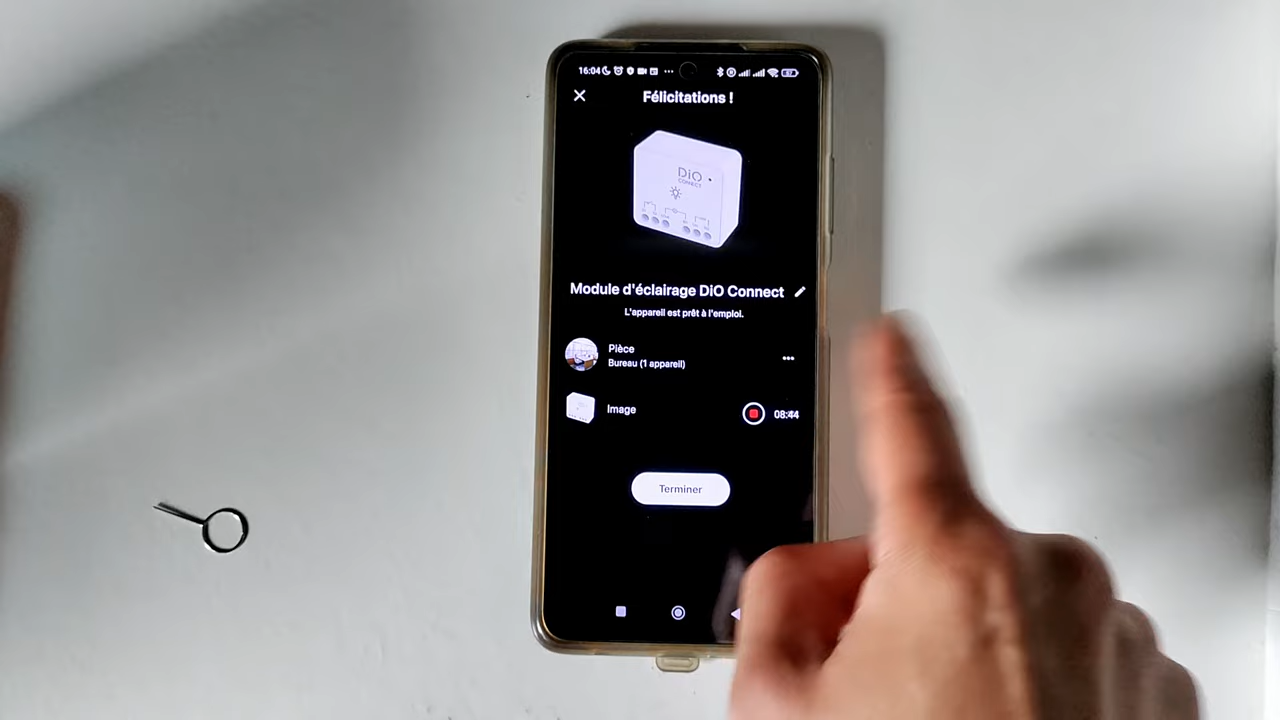 16:04
67
Félicitations !
DiO
CONNECT
Module d'éclairage DiO Connect
L'appareil est prêt à l'emploi.
Pièce
Bureau (1 appareil)
Image
08:44
Terminer